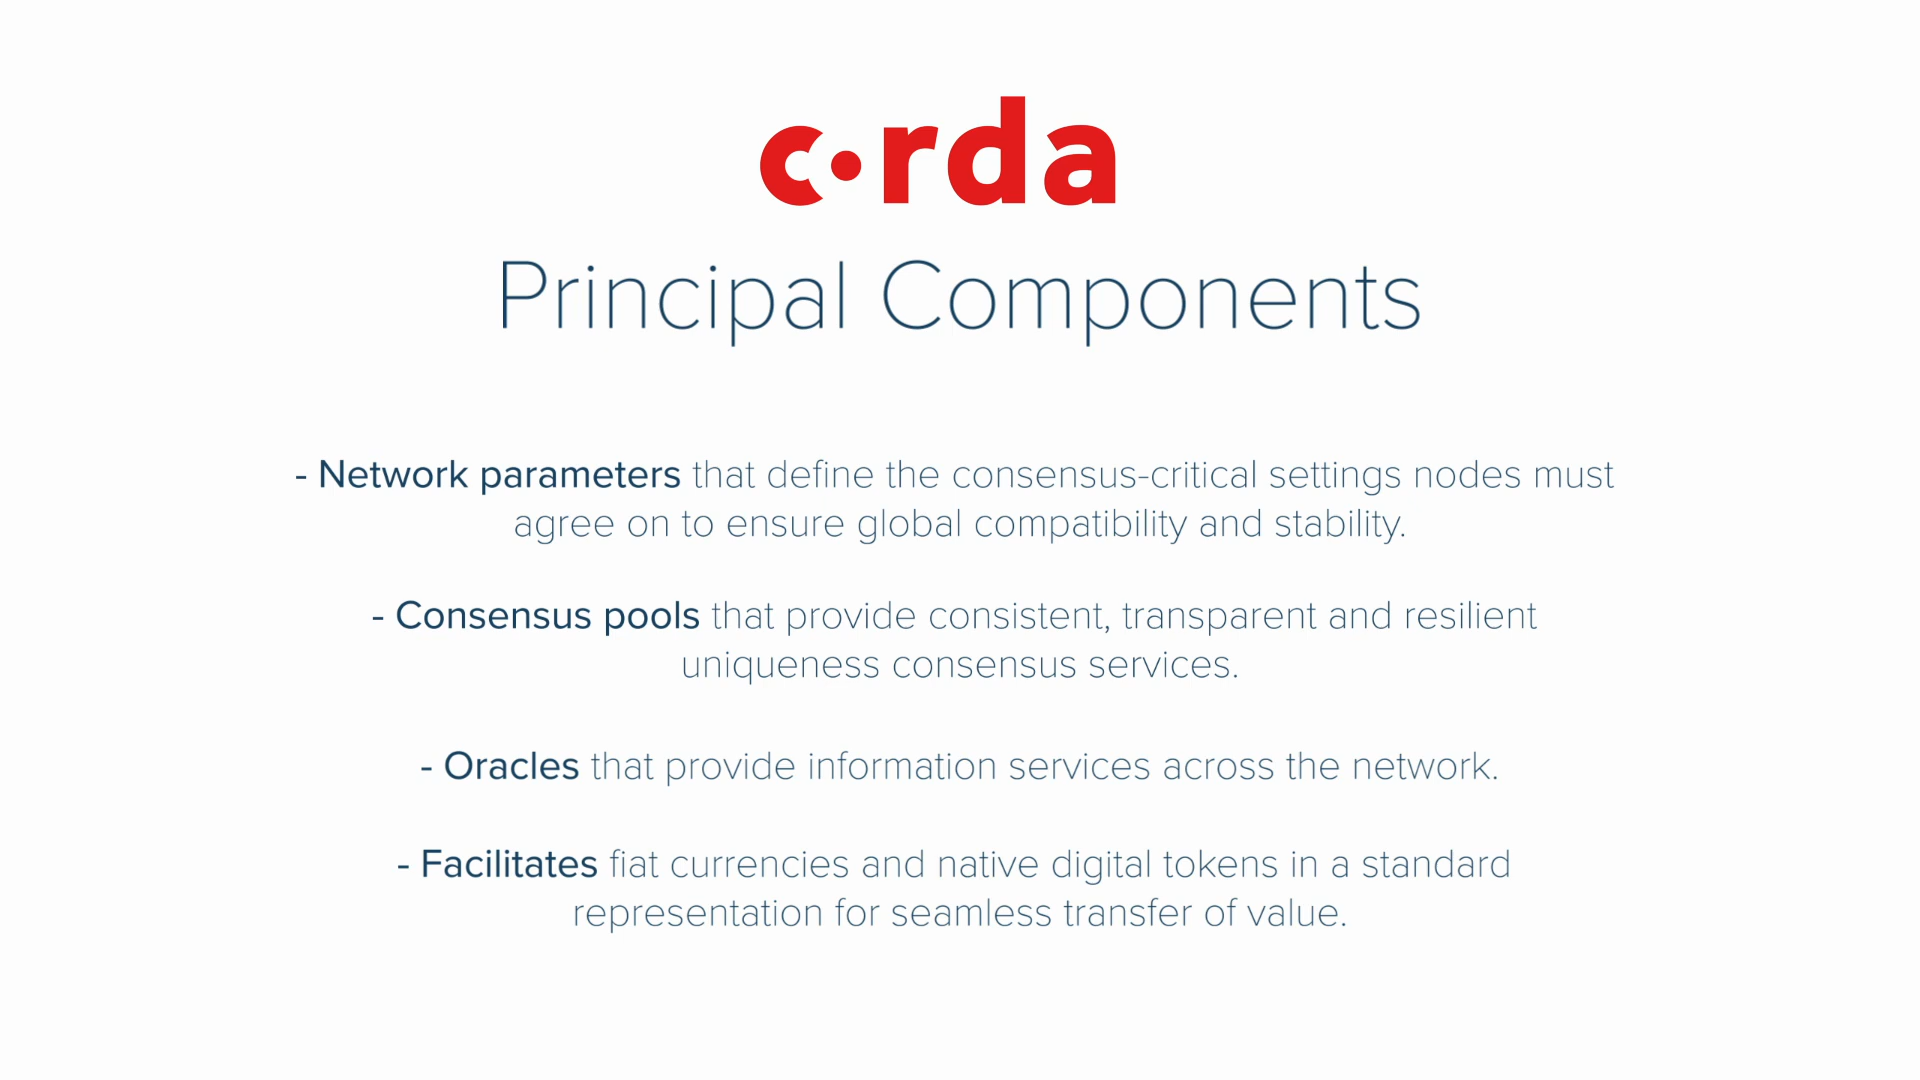 corda
Principal Components
- Network parameters that define the consensus-critical settings nodes must
agree on to ensure global compatibility and stability.
- Consensus pools that provide consistent, transparent and resilient
uniqueness consensus services.
- Oracles that provide information services across the network.
- Facilitates fiat currencies and native digital tokens in a standard
representation for seamless transfer of value.